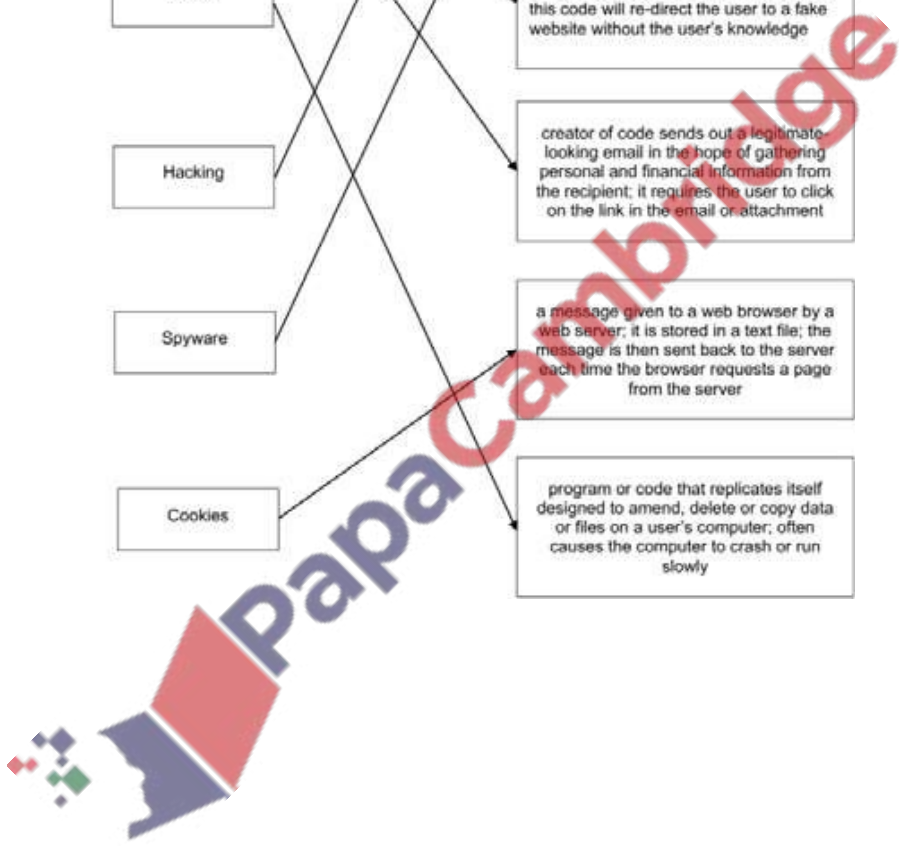 this code will re-direct the user to a fake
website without the user's knowledge
Hacking
creator of code sends out a legitimate-
looking email in the hope of gathering
personal and financial information from
the recipient; it requires the user to click
on the link in the email or attachment
Spyware
a message given to a web browser by a
web server; it is stored in a text file; the
message is then sent back to the server
each time the browser requests a page
from the server
Cookies
program or code that replicates itself
designed to amend, delete or copy data
or files on a user's computer; often
causes the computer to crash or run
slowly
PapaCambridge